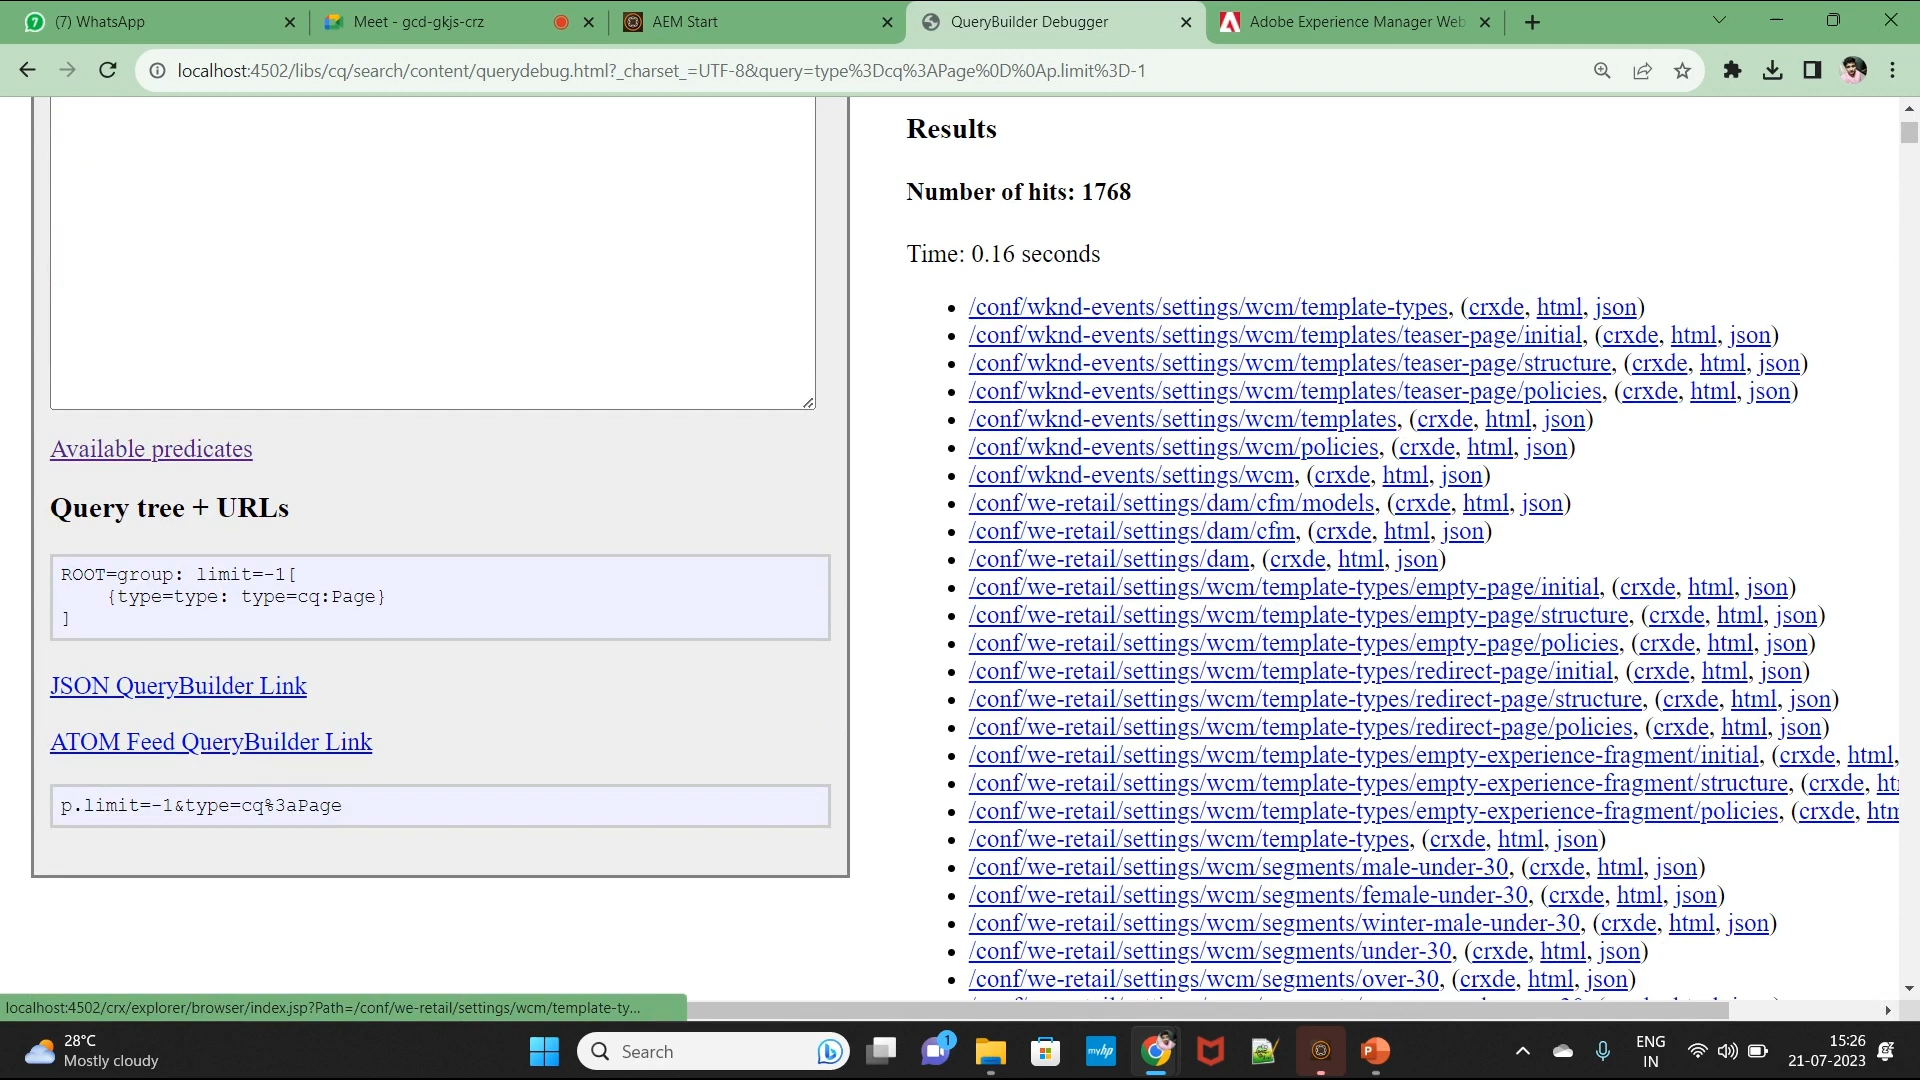 (7) WhatsApp
Meet - gcd-gkjs-crz
AEM Start
QueryBuilder Debugger
Adobe Experience Manager Web
localhost:4502/libs/cq/search/content/querydebug.html?_charset_=UTF-8&query=type%3Dcq%3APage%0D%0Ap.limit%3D-1
Available predicates
Query tree + URLs
ROOT=group: limit=-1[
{type=type: type=cq:Page}
]
JSON QueryBuilder Link
ATOM Feed QueryBuilder Link
p.limit=-1&type=cq%3aPage
Results
Number of hits: 1768
Time: 0.16 seconds
/conf/wknd-events/settings/wcm/template-types, (crxde, html, json)
/conf/wknd-events/settings/wcm/templates/teaser-page/initial, (crxde, html, json)
/conf/wknd-events/settings/wcm/templates/teaser-page/structure, (crxde, html, json)
/conf/wknd-events/settings/wcm/templates/teaser-page/policies, (crxde, html, json)
/conf/wknd-events/settings/wcm/templates, (crxde, html, json)
/conf/wknd-events/settings/wcm/policies, (crxde, html, json)
/conf/wknd-events/settings/wcm, (crxde, html, json)
/conf/we-retail/settings/dam/cfm/models, (crxde, html, json)
/conf/we-retail/settings/dam/cfm, (crxde, html, json)
/conf/we-retail/settings/dam, (crxde, html, json)
/conf/we-retail/settings/wcm/template-types/empty-page/initial, (crxde, html, json)
/conf/we-retail/settings/wcm/template-types/empty-page/structure, (crxde, html, json)
/conf/we-retail/settings/wcm/template-types/empty-page/policies, (crxde, html, json)
/conf/we-retail/settings/wcm/template-types/redirect-page/initial, (crxde, html, json)
/conf/we-retail/settings/wcm/template-types/redirect-page/structure, (crxde, html, json)
/conf/we-retail/settings/wcm/template-types/redirect-page/policies, (crxde, html, json)
/conf/we-retail/settings/wcm/template-types/empty-experience-fragment/initial, (crxde, html,
/conf/we-retail/settings/wcm/template-types/empty-experience-fragment/structure, (crxde, ht
/conf/we-retail/settings/wcm/template-types/empty-experience-fragment/policies, (crxde, htm
/conf/we-retail/settings/wcm/template-types, (crxde, html, json)
/conf/we-retail/settings/wcm/segments/male-under-30, (crxde, html, json)
/conf/we-retail/settings/wcm/segments/female-under-30, (crxde, html, json)
/conf/we-retail/settings/wcm/segments/winter-male-under-30, (crxde, html, json)
/conf/we-retail/settings/wcm/segments/under-30, (crxde, html, json)
/conf/we-retail/settings/wcm/segments/over-30, (crxde, html, json)
localhost:4502/crx/explorer/browser/index.jsp?Path=/conf/we-retail/settings/wcm/template-ty...
28°C
Mostly cloudy
Search
1
myhp
ENG
IN
15:26
21-07-2023